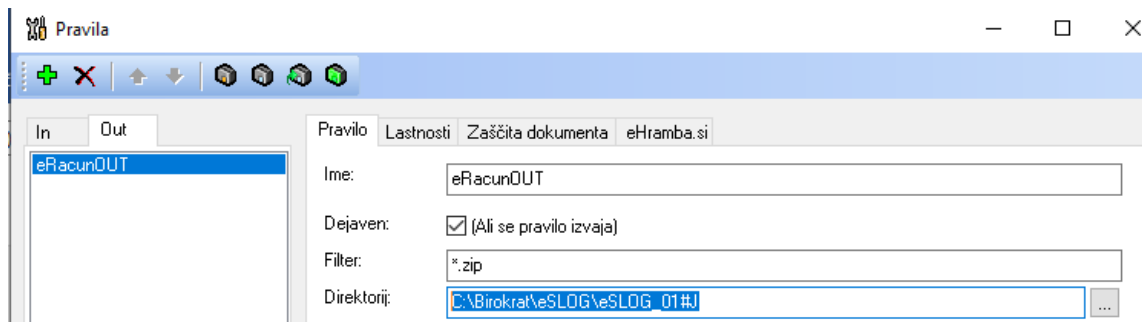 Pravila
In Out
Pravilo Lastnosti Zaščita dokumenta eHramba.si
eRacunOUT
Ime: eRacunOUT
Dejaven: (Ali se pravilo izvaja)
Filter: *.zip
Direktorij: C:\Birokrat\eSLOG\eSLOG_01#J
...